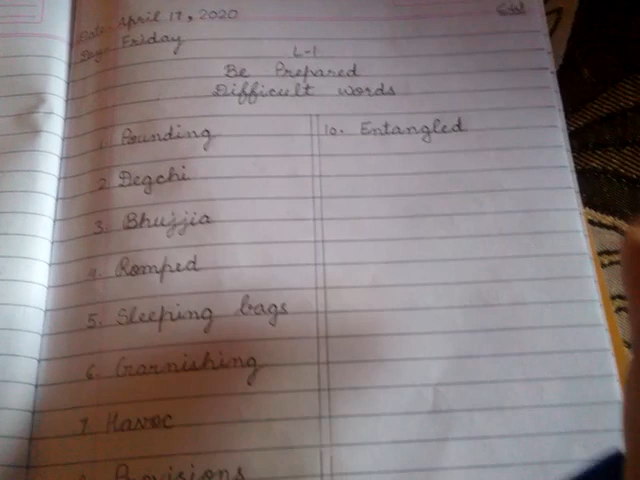 Date: April 17, 2020
Day: Friday
L-1
Be Prepared
Difficult words
1. Pounding
2. Degchi
3. Bhujjia
4. Romped
5. Sleeping bags
6. Garnishing
7 Havoc
Provisions
10. Entangled